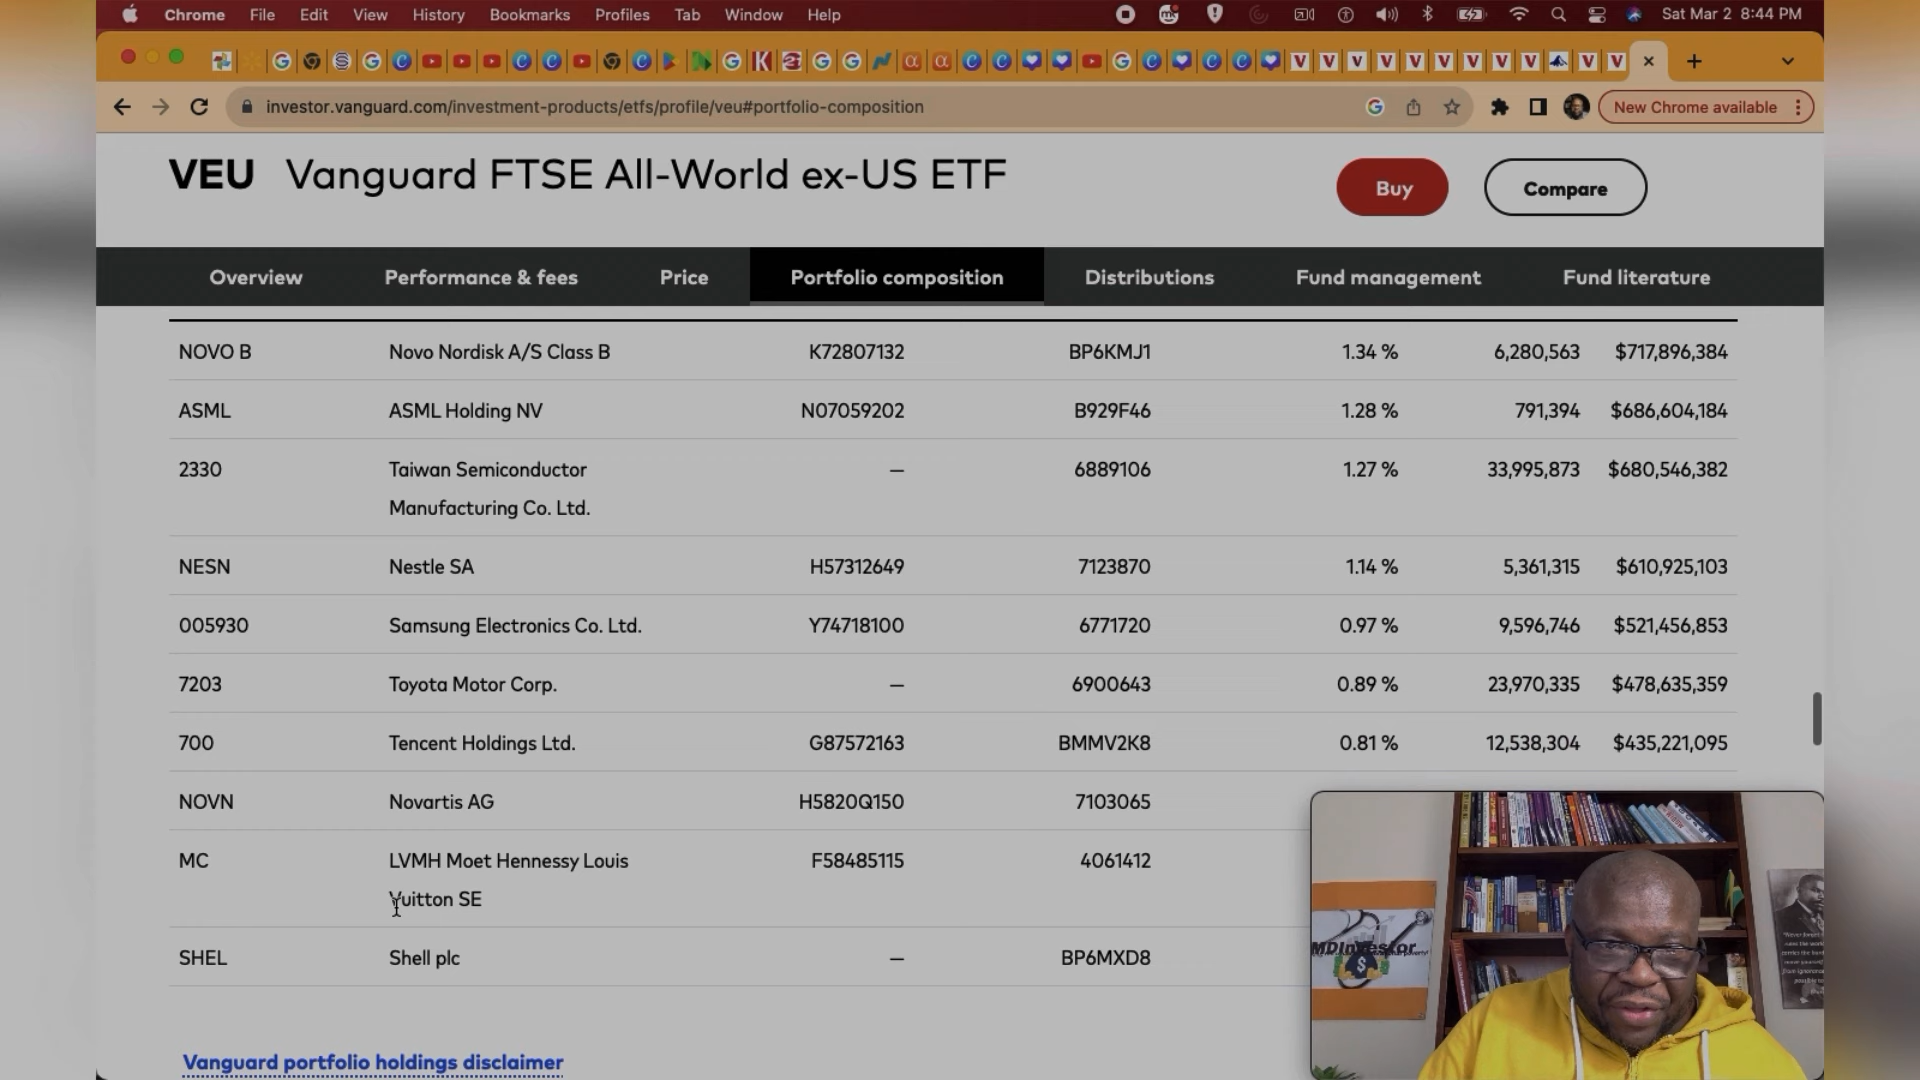 Chrome File Edit View History Bookmarks Profiles Tab Window Help Sat Mar 2 8:44 PM
investor.vanguard.com/investment-products/etfs/profile/veu#portfolio-composition New Chrome available
VEU Vanguard FTSE All-World ex-US ETF Buy Compare
Overview Performance & fees Price Portfolio composition Distributions Fund management Fund literature
NOVO B Novo Nordisk A/S Class B K72807132 BP6KMJ1 1.34 % 6,280,563 $717,896,384
ASML ASML Holding NV N07059202 B929F46 1.28 % 791,394 $686,604,184
2330 Taiwan Semiconductor — 6889106 1.27 % 33,995,873 $680,546,382
Manufacturing Co. Ltd.
NESN Nestle SA H57312649 7123870 1.14 % 5,361,315 $610,925,103
005930 Samsung Electronics Co. Ltd. Y74718100 6771720 0.97 % 9,596,746 $521,456,853
7203 Toyota Motor Corp. — 6900643 0.89 % 23,970,335 $478,635,359
700 Tencent Holdings Ltd. G87572163 BMMV2K8 0.81 % 12,538,304 $435,221,095
NOVN Novartis AG H5820Q150 7103065
MC LVMH Moet Hennessy Louis F58485115 4061412
Vuitton SE
SHEL Shell plc — BP6MXD8
MDInvestor
Vanguard portfolio holdings disclaimer